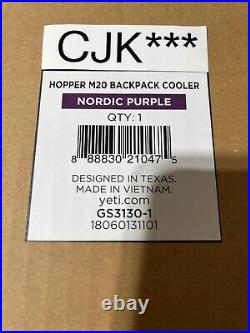 CJK***
HOPPER M20 BACKPACK COOLER
NORDIC PURPLE
QTY: 1
8 88830 21047 5
DESIGNED IN TEXAS.
MADE IN VIETNAM.
yeti.com
GS3130-1
18060131101